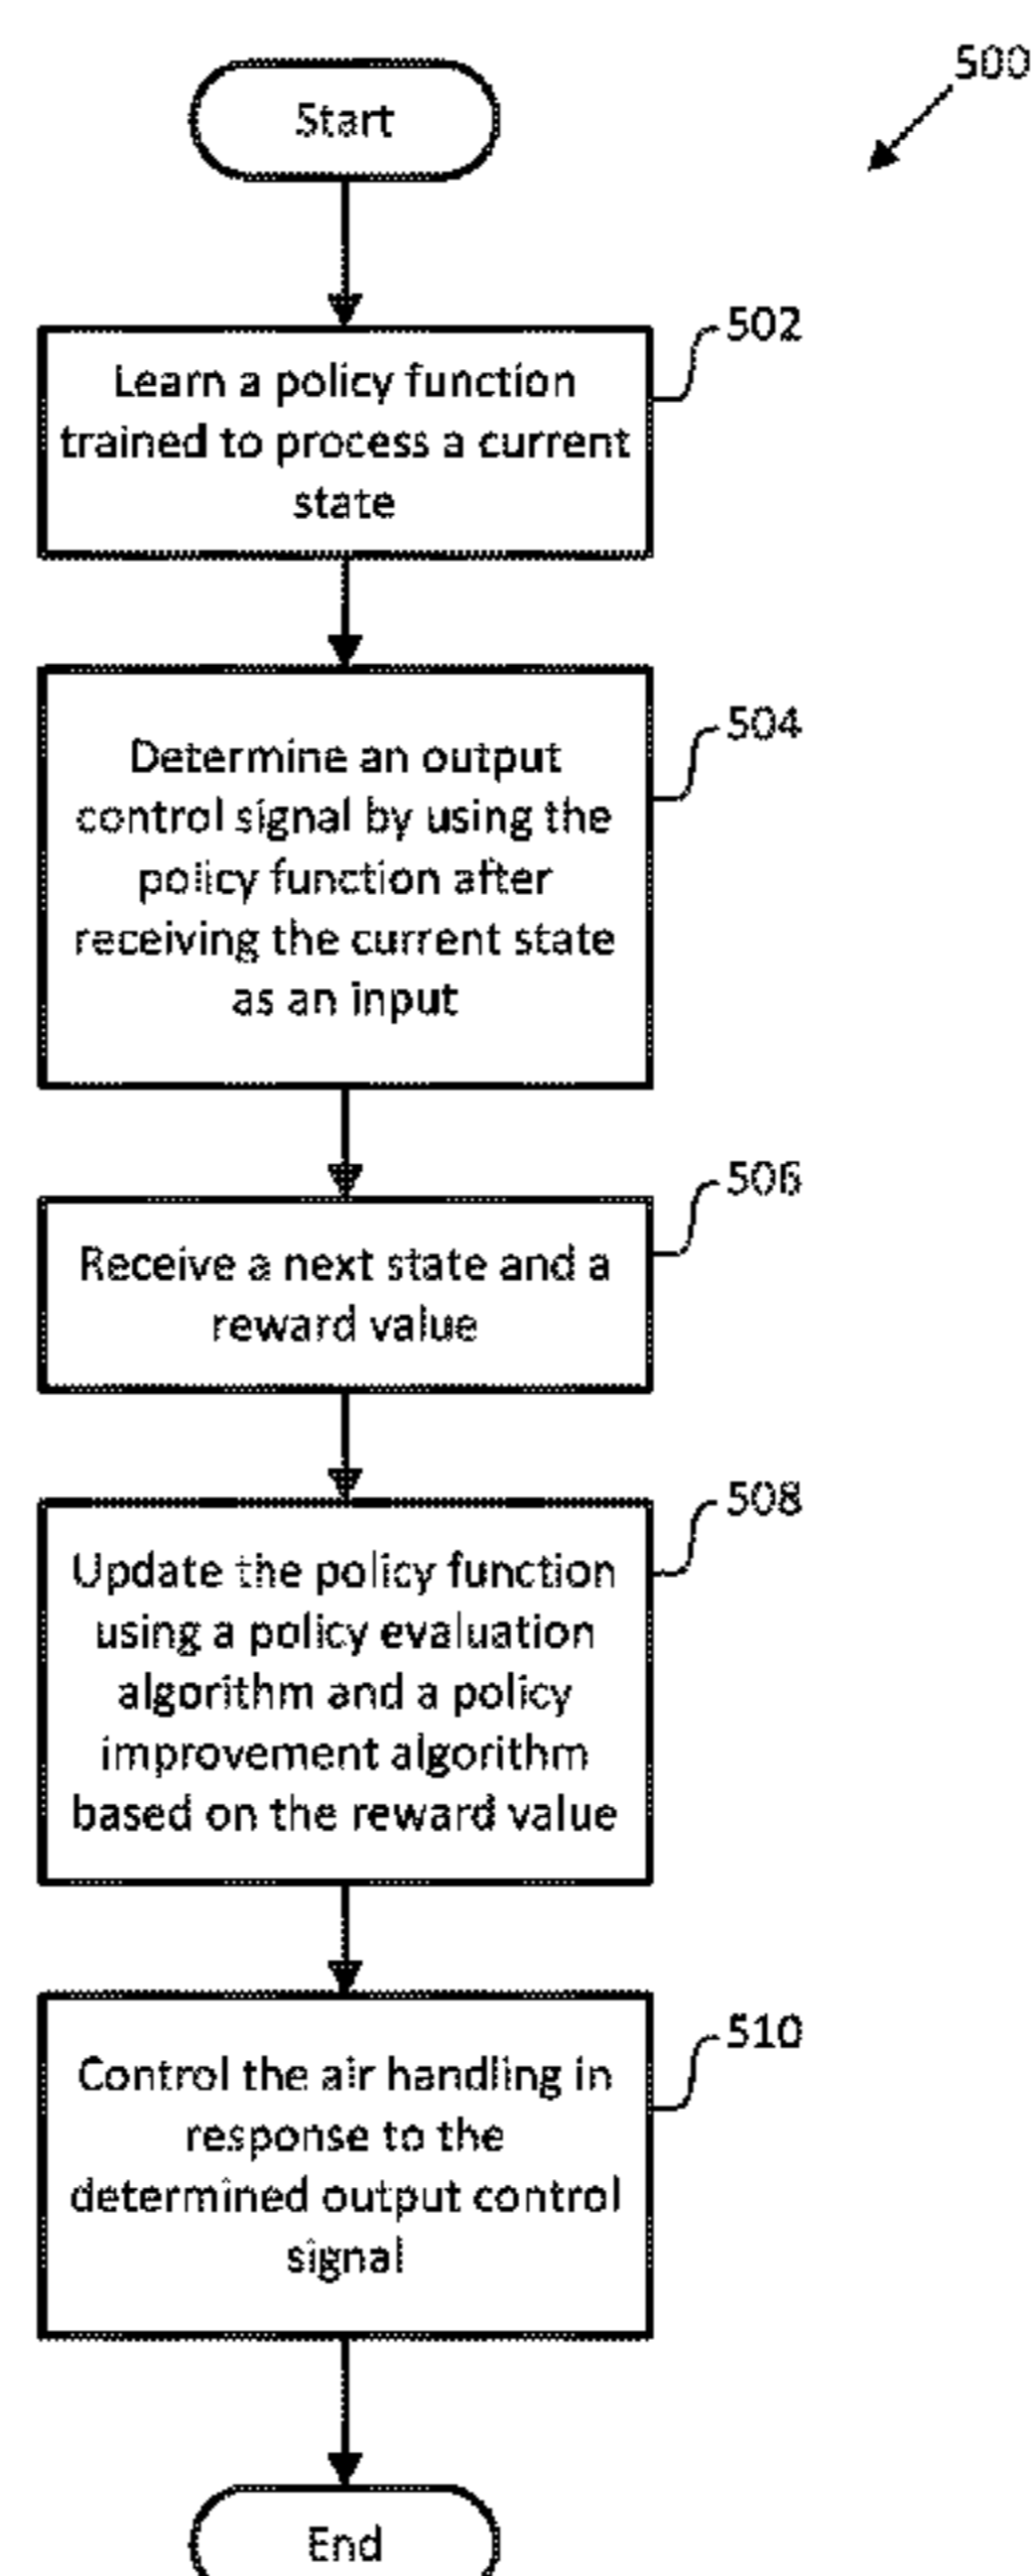 500
Start
502
Learn a policy function
trained to process a current
state
504
Determine an output
control signal by using the
policy function after
receiving the current state
as an input
506
Receive a next state and a
reward value
508
Update the policy function
using a policy evaluation
algorithm and a policy
improvement algorithm
based on the reward value
510
Control the air handling in
response to the
determined output control
signal
End